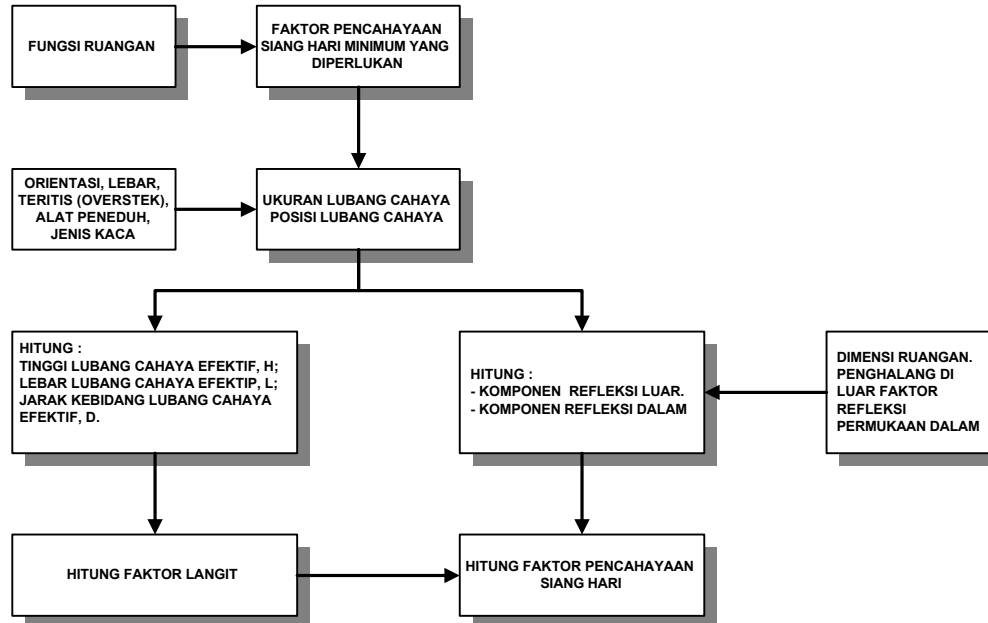 FUNGSI RUANGAN
FAKTOR PENCAHAYAAN
SIANG HARI MINIMUM YANG
DIPERLUKAN
ORIENTASI, LEBAR,
TERITIS (OVERSTEK),
ALAT PENEDUH,
JENIS KACA
UKURAN LUBANG CAHAYA
POSISI LUBANG CAHAYA
HITUNG :
TINGGI LUBANG CAHAYA EFEKTIF, H;
LEBAR LUBANG CAHAYA EFEKTIP, L;
JARAK KEBIDANG LUBANG CAHAYA
EFEKTIF, D.
HITUNG :
- KOMPONEN REFLEKSI LUAR.
- KOMPONEN REFLEKSI DALAM
DIMENSI RUANGAN.
PENGHALANG DI
LUAR FAKTOR
REFLEKSI
PERMUKAAN DALAM
HITUNG FAKTOR LANGIT
HITUNG FAKTOR PENCAHAYAAN
SIANG HARI